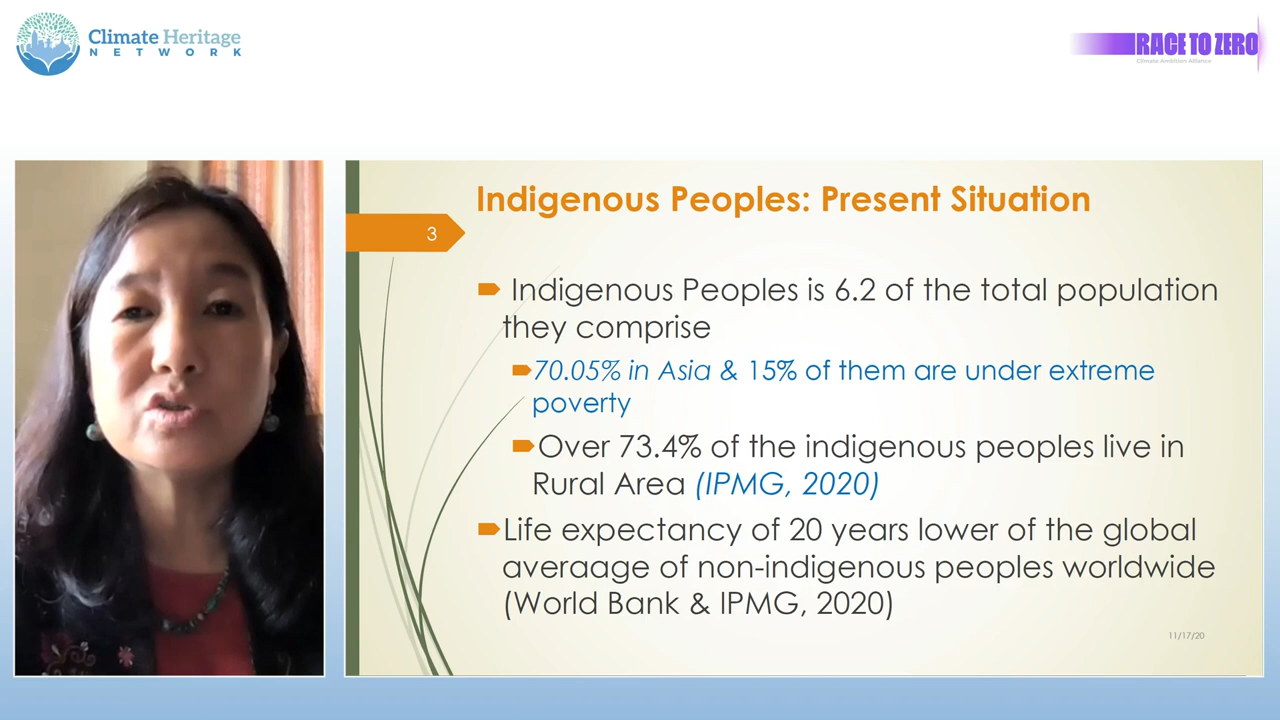 Climate Heritage
NETWORK
RACE TO ZERO
Climate Ambition Alliance
Indigenous Peoples: Present Situation
3
Indigenous Peoples is 6.2 of the total population
they comprise
70.05% in Asia & 15% of them are under extreme
poverty
Over 73.4% of the indigenous peoples live in
Rural Area (IPMG, 2020)
Life expectancy of 20 years lower of the global
averaage of non-indigenous peoples worldwide
(World Bank & IPMG, 2020)
11/17/20